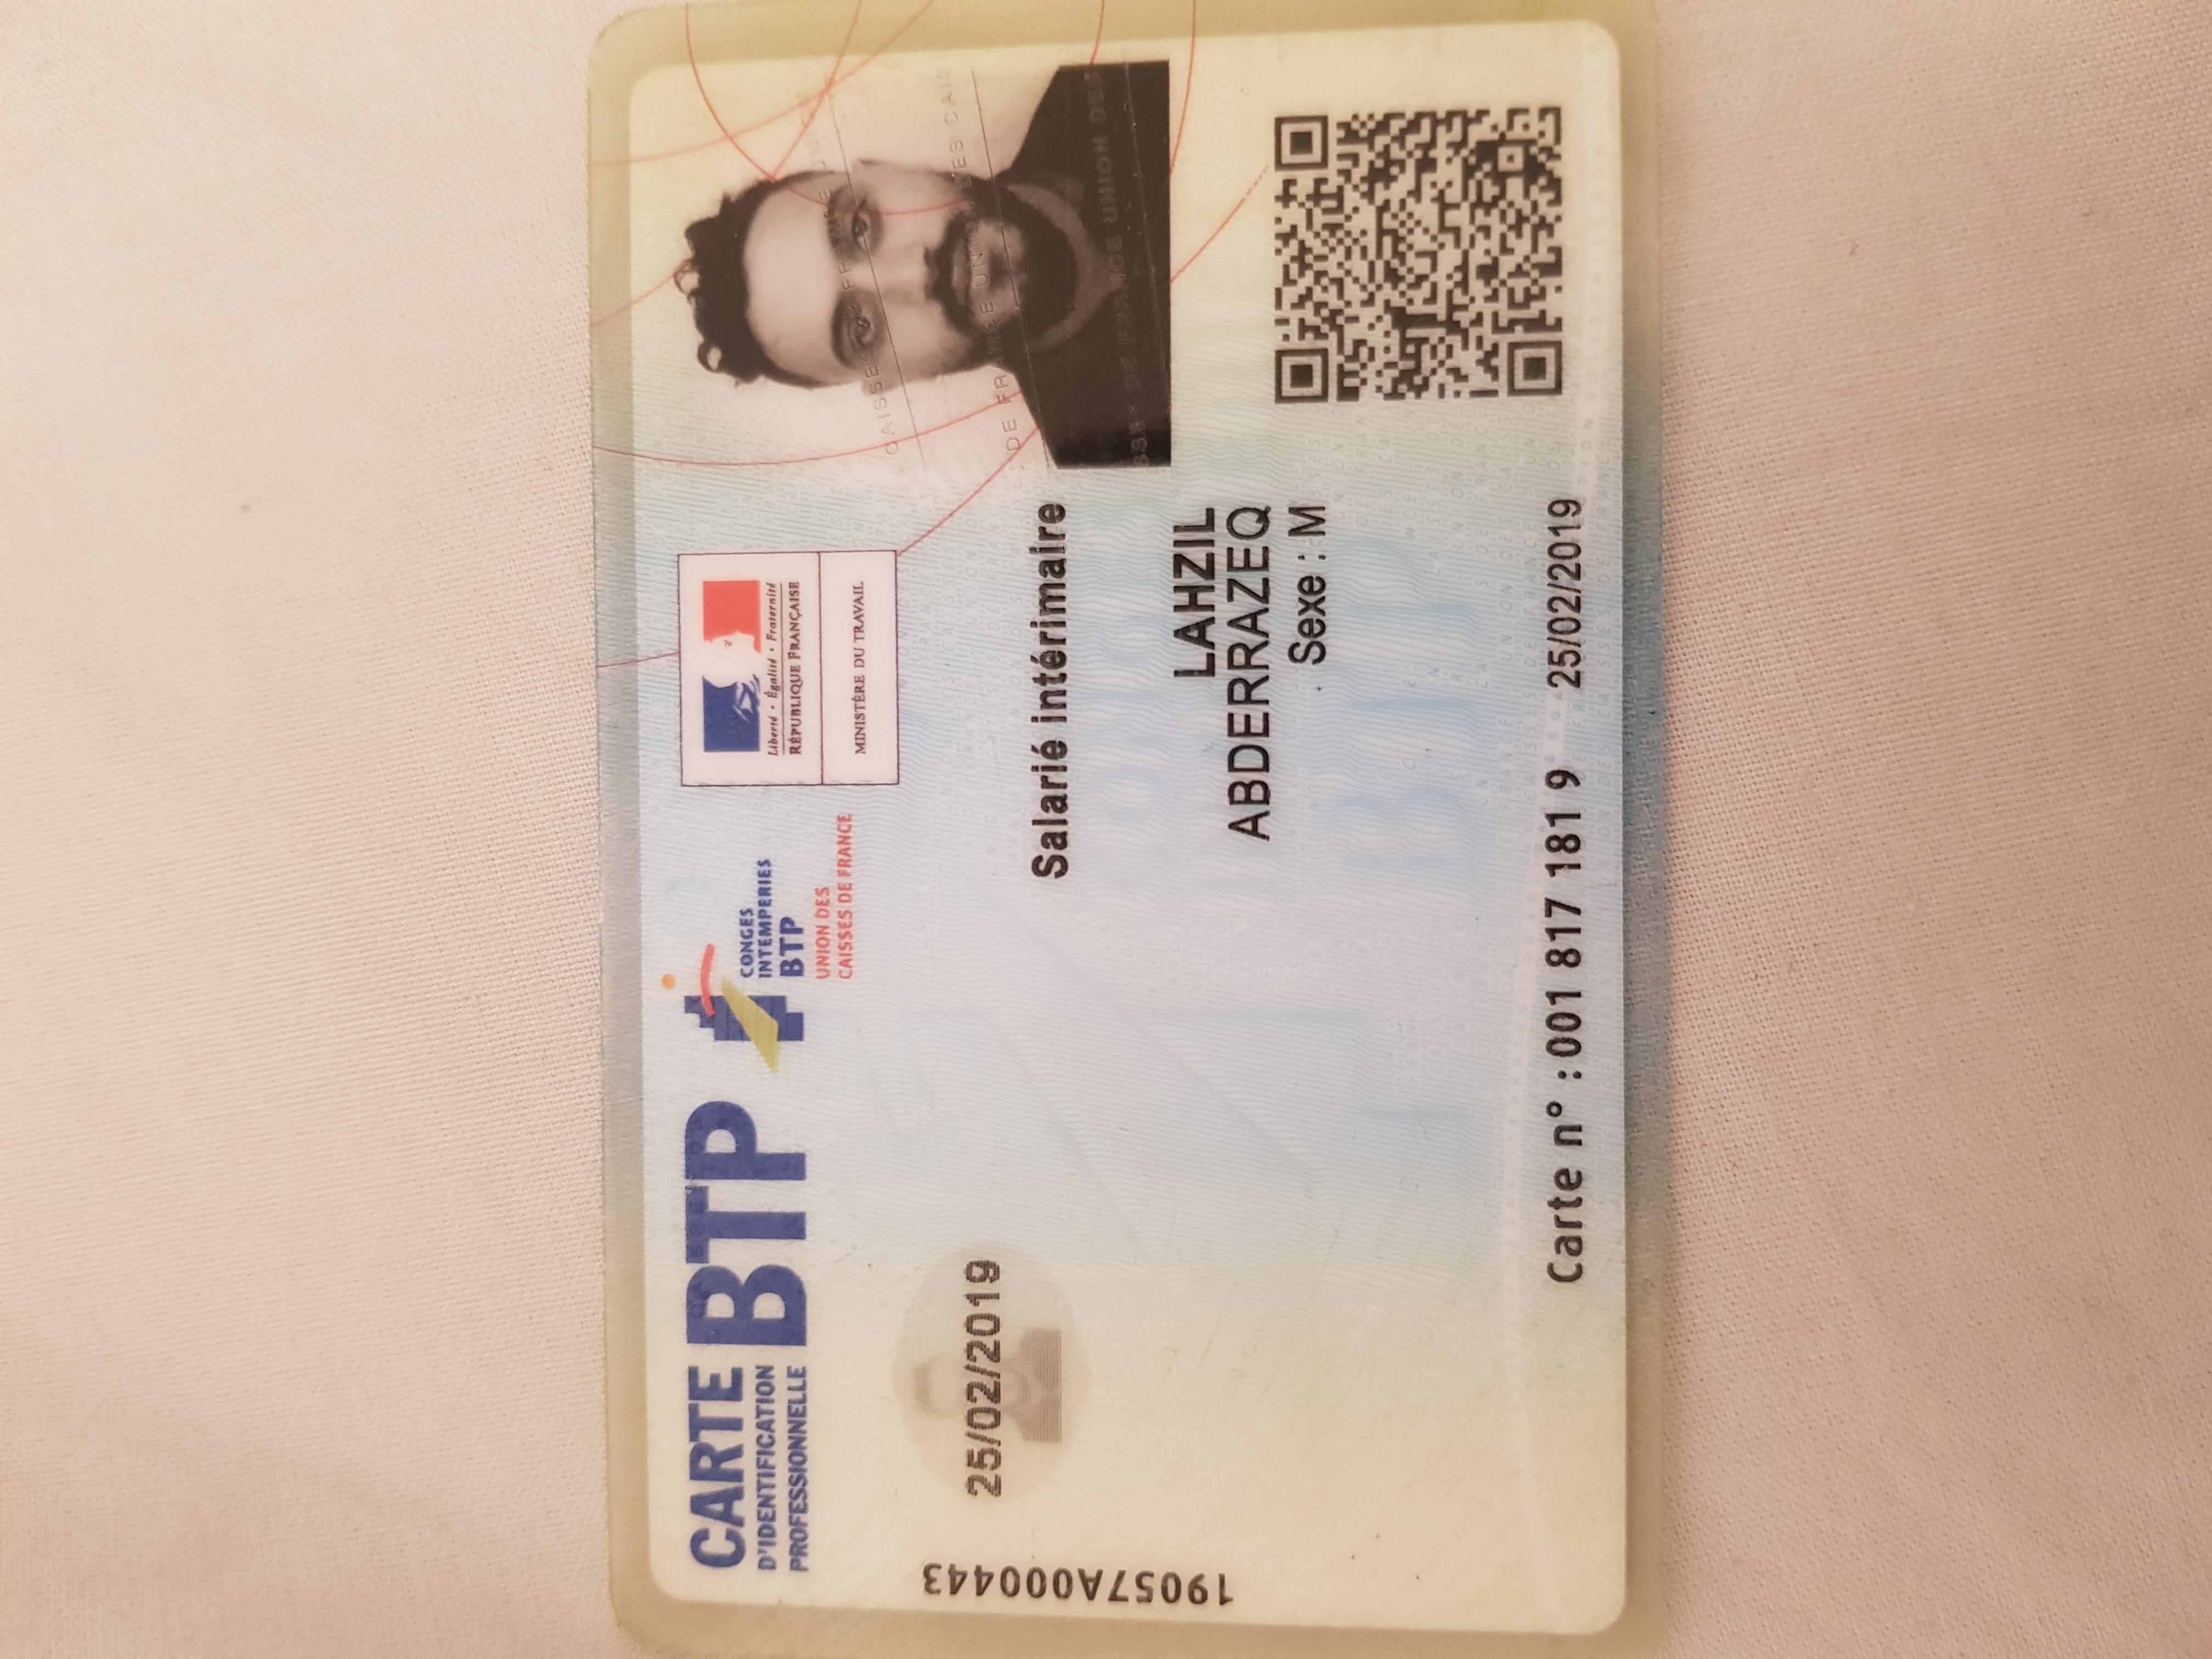 CARTE
D'IDENTIFICATION
PROFESSIONNELLE
BTP
CONGES
INTEMPERIES
BTP
UNION DES
CAISSES DE FRANCE
Liberté • Égalité • Fraternité
RÉPUBLIQUE FRANÇAISE
MINISTÈRE DU TRAVAIL
19057A000443
25/02/2019
Salarié intérimaire
LAHZIL
ABDERRAZEQ
Sexe : M
Carte n° : 001 817 181 9
25/02/2019